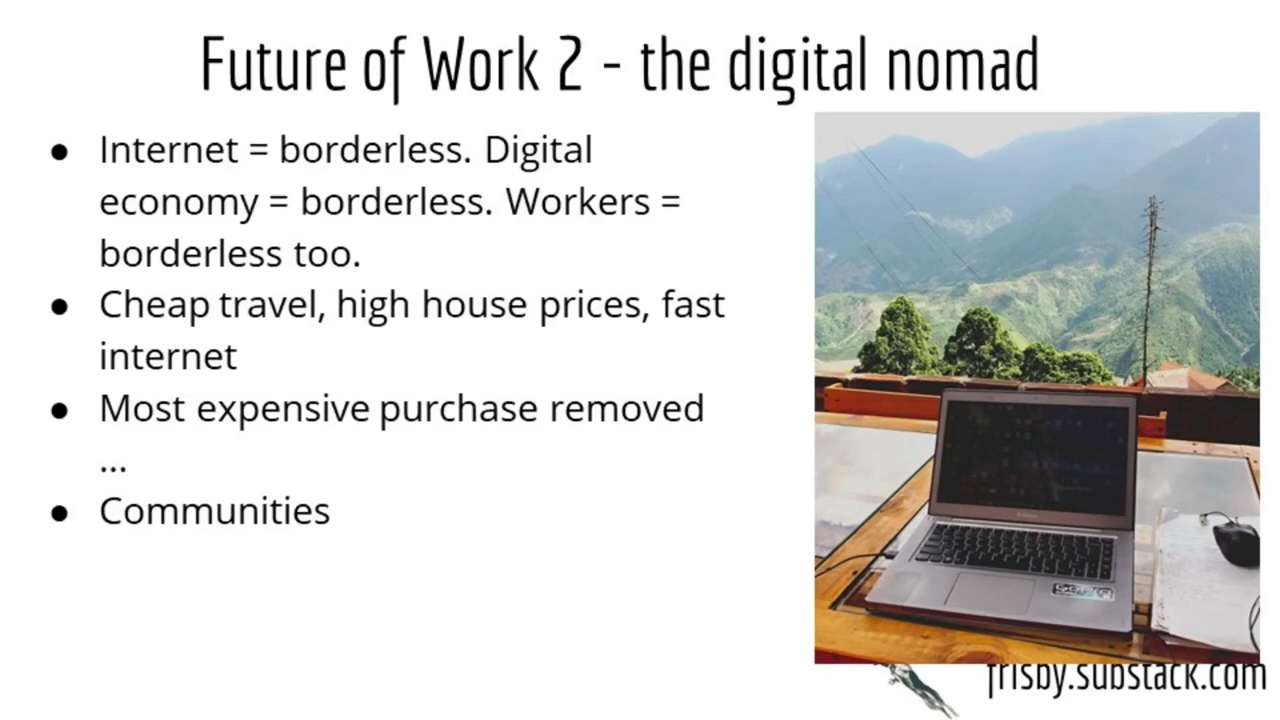 Future of Work 2 - the digital nomad
● Internet = borderless. Digital
economy = borderless. Workers =
borderless too.
● Cheap travel, high house prices, fast
internet
● Most expensive purchase removed
...
● Communities
frisby.substack.com